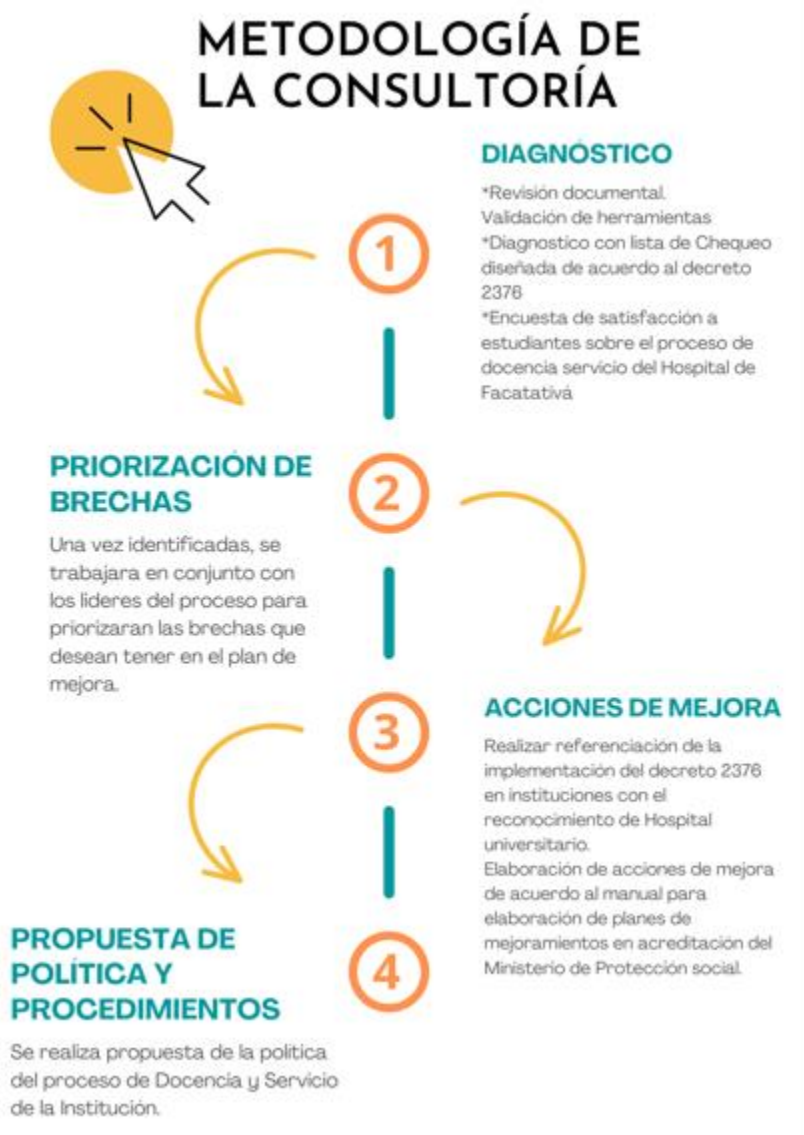 METODOLOGÍA DE
LA CONSULTORÍA
1
DIAGNÓSTICO
*Revisión documental.
Validación de herramientas
*Diagnostico con lista de Chequeo
diseñada de acuerdo al decreto
2376
*Encuesta de satisfacción a
estudiantes sobre el proceso de
docencia servicio del Hospital de
Facatativá
2
PRIORIZACIÓN DE
BRECHAS
Una vez identificadas, se
trabajara en conjunto con
los lideres del proceso para
priorizaran las brechas que
desean tener en el plan de
mejora.
3
ACCIONES DE MEJORA
Realizar referenciación de la
implementación del decreto 2376
en instituciones con el
reconocimiento de Hospital
universitario.
Elaboración de acciones de mejora
de acuerdo al manual para
elaboración de planes de
mejoramientos en acreditación del
Ministerio de Protección social.
4
PROPUESTA DE
POLÍTICA Y
PROCEDIMIENTOS
Se realiza propuesta de la politica
del proceso de Docencia y Servicio
de la Institución.